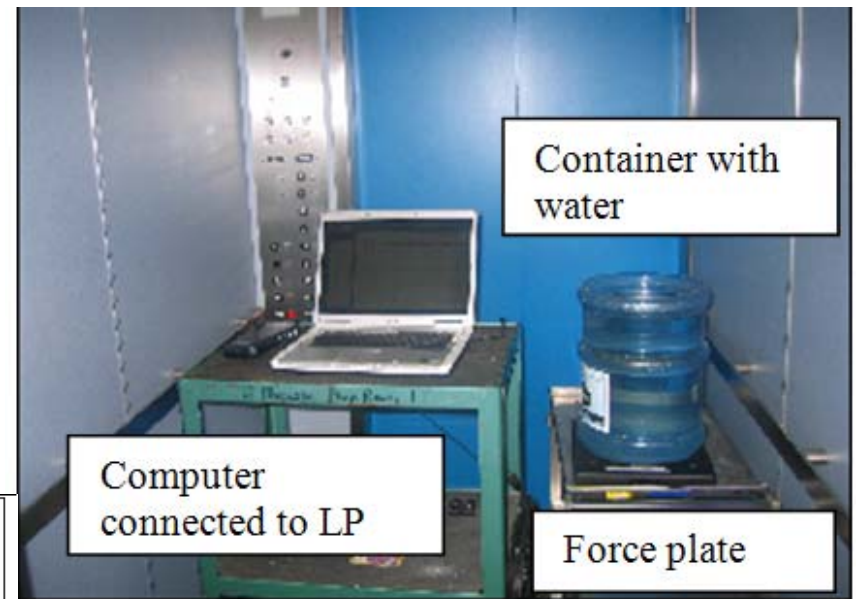 Container with
water
Computer
connected to LP
Force plate